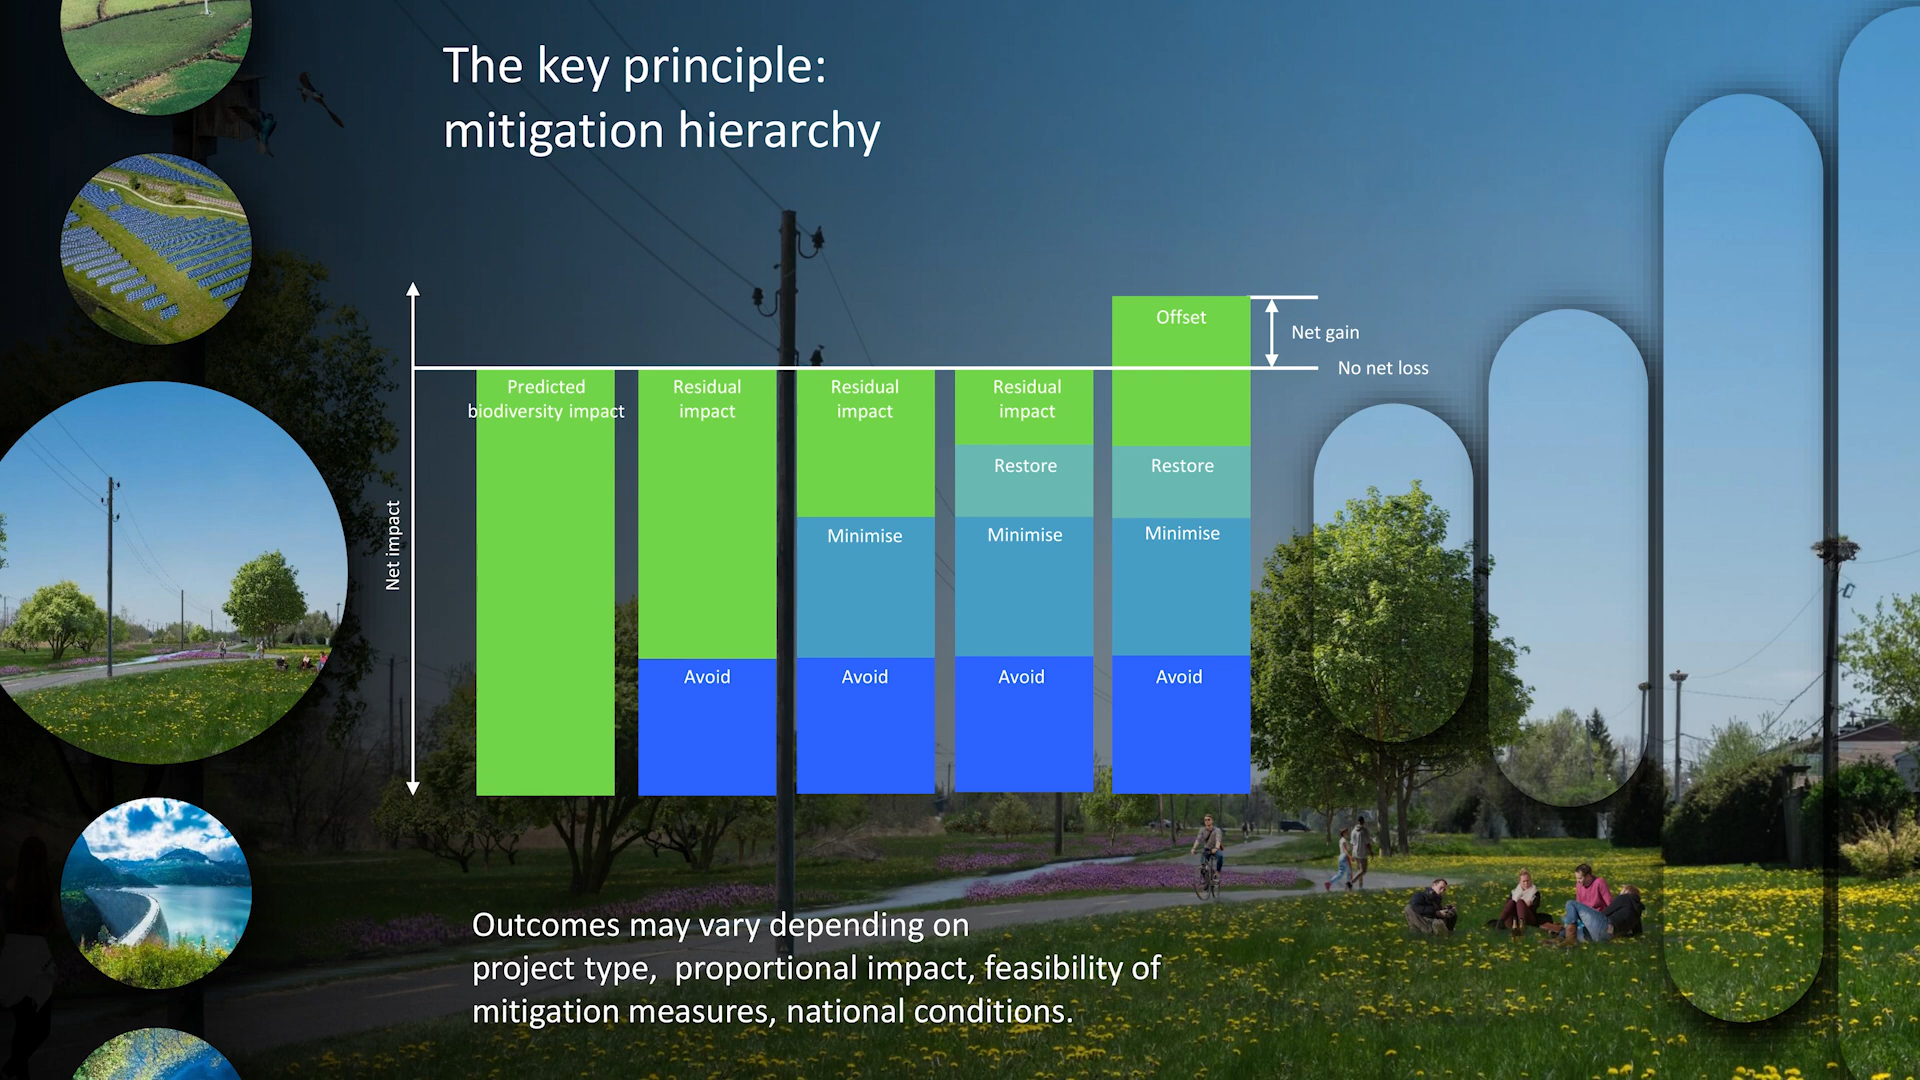 The key principle:
mitigation hierarchy
Offset
Net gain
No net loss
Predicted
biodiversity impact
Residual
impact
Residual
impact
Residual
impact
Restore
Restore
Minimise
Minimise
Minimise
Avoid
Avoid
Avoid
Avoid
Net impact
Outcomes may vary depending on
project type,  proportional impact, feasibility of
mitigation measures, national conditions.